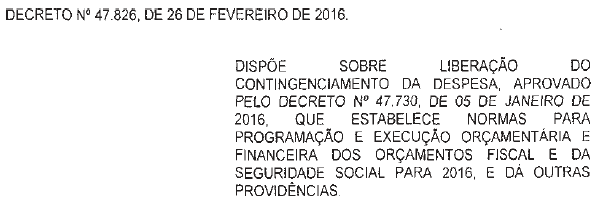 DECRETO Nº 47.826, DE 26 DE FEVEREIRO DE 2016.
DISPÕE SOBRE LIBERAÇÃO DO
CONTINGENCIAMENTO DA DESPESA, APROVADO
PELO DECRETO Nº 47.730, DE 05 DE JANEIRO DE
2016, QUE ESTABELECE NORMAS PARA
PROGRAMAÇÃO E EXECUÇÃO ORÇAMENTÁRIA E
FINANCEIRA DOS ORÇAMENTOS FISCAL E DA
SEGURIDADE SOCIAL PARA 2016, E DÁ OUTRAS
PROVIDÊNCIAS.